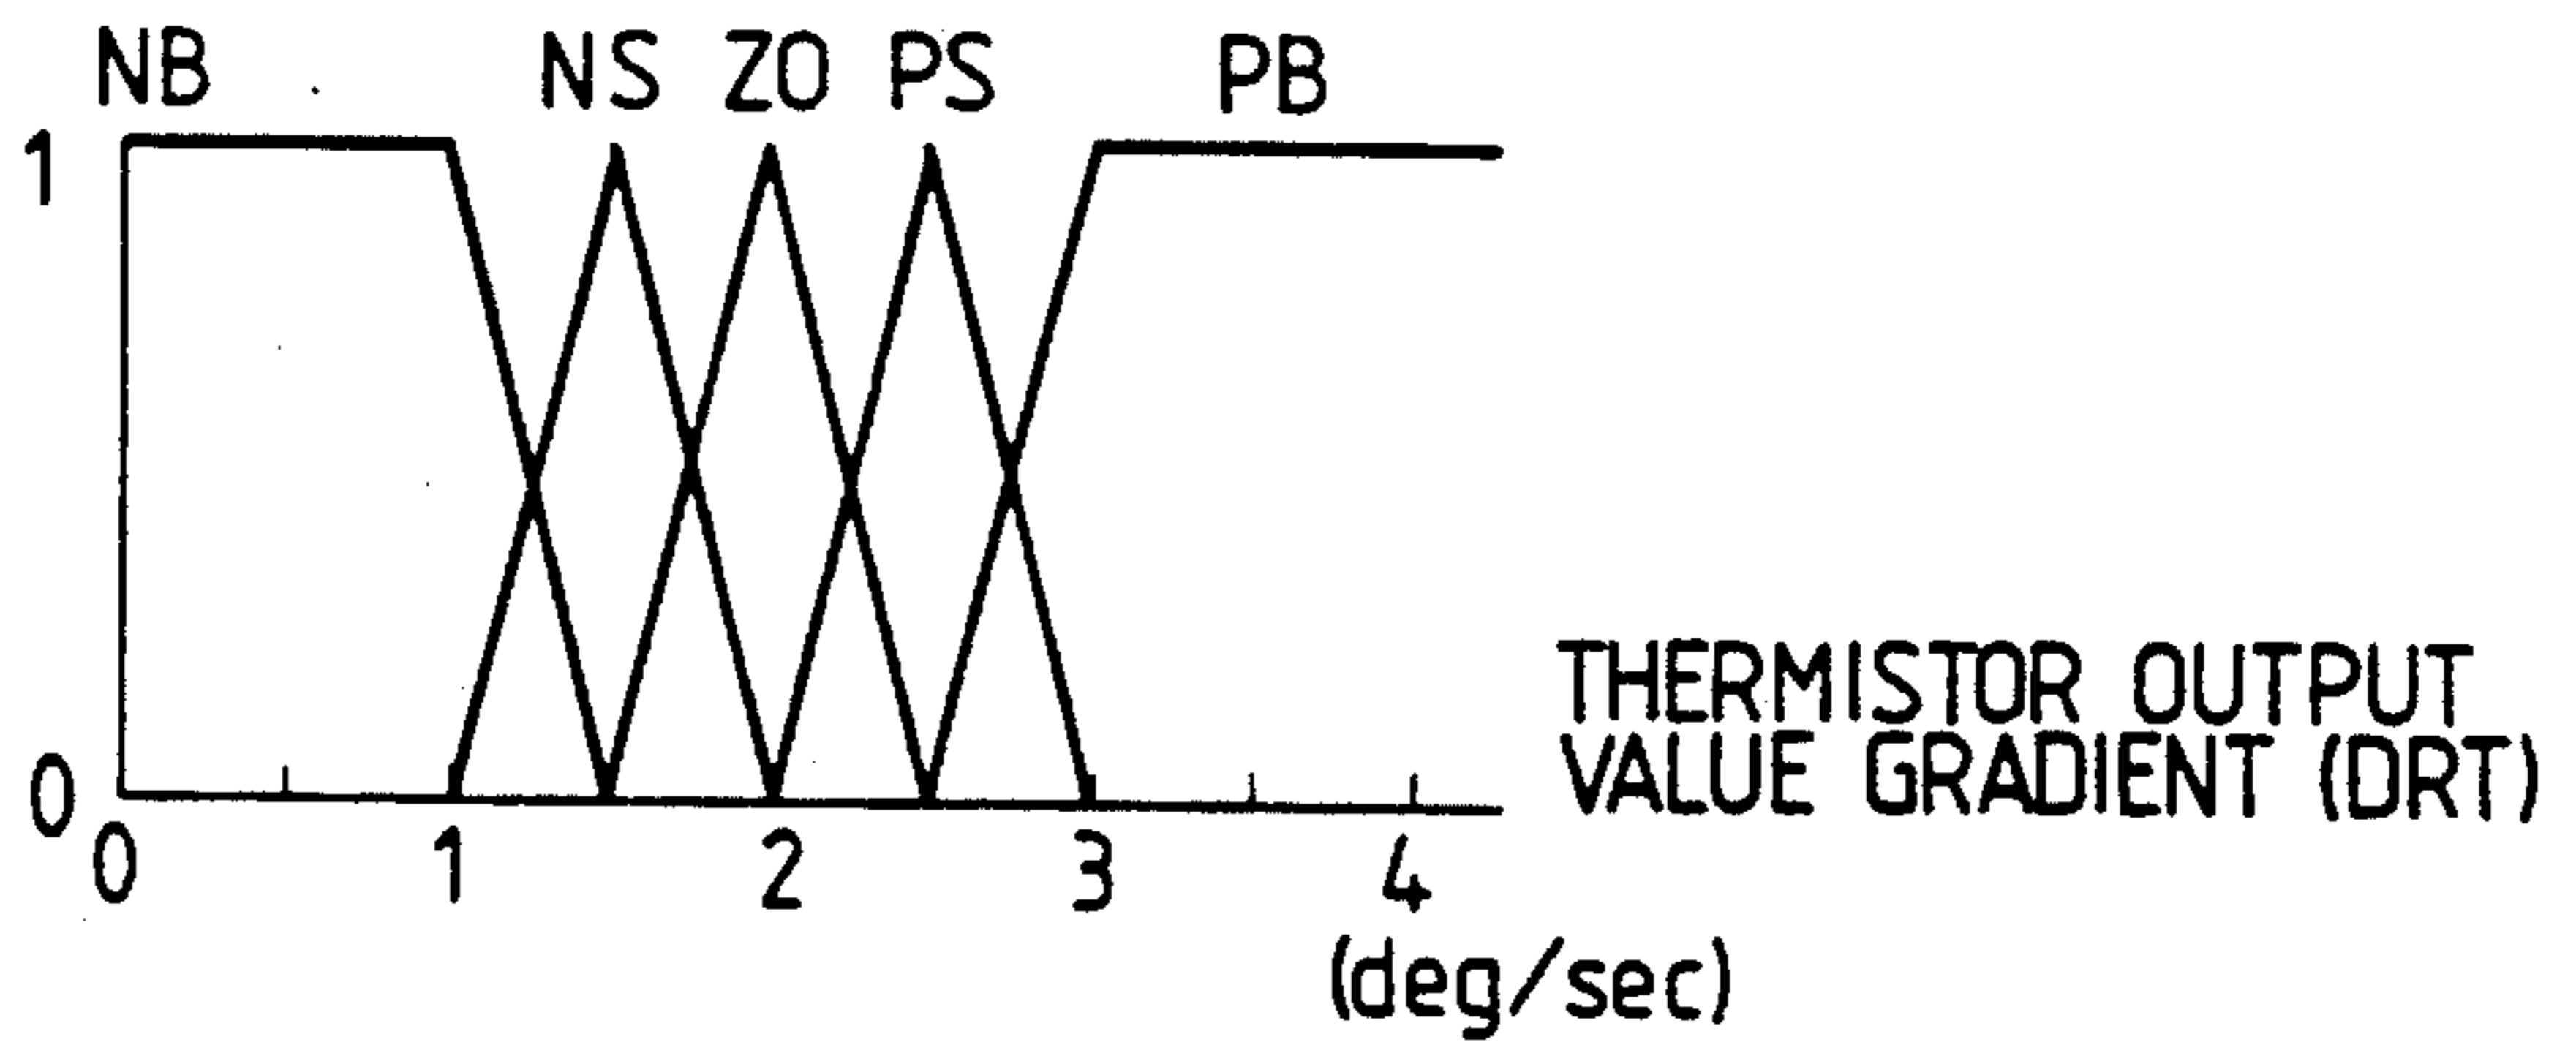 NB NS ZO PS PB
1
0
0 1 2 3 4
(deg/sec)
THERMISTOR OUTPUT
VALUE GRADIENT (DRT)